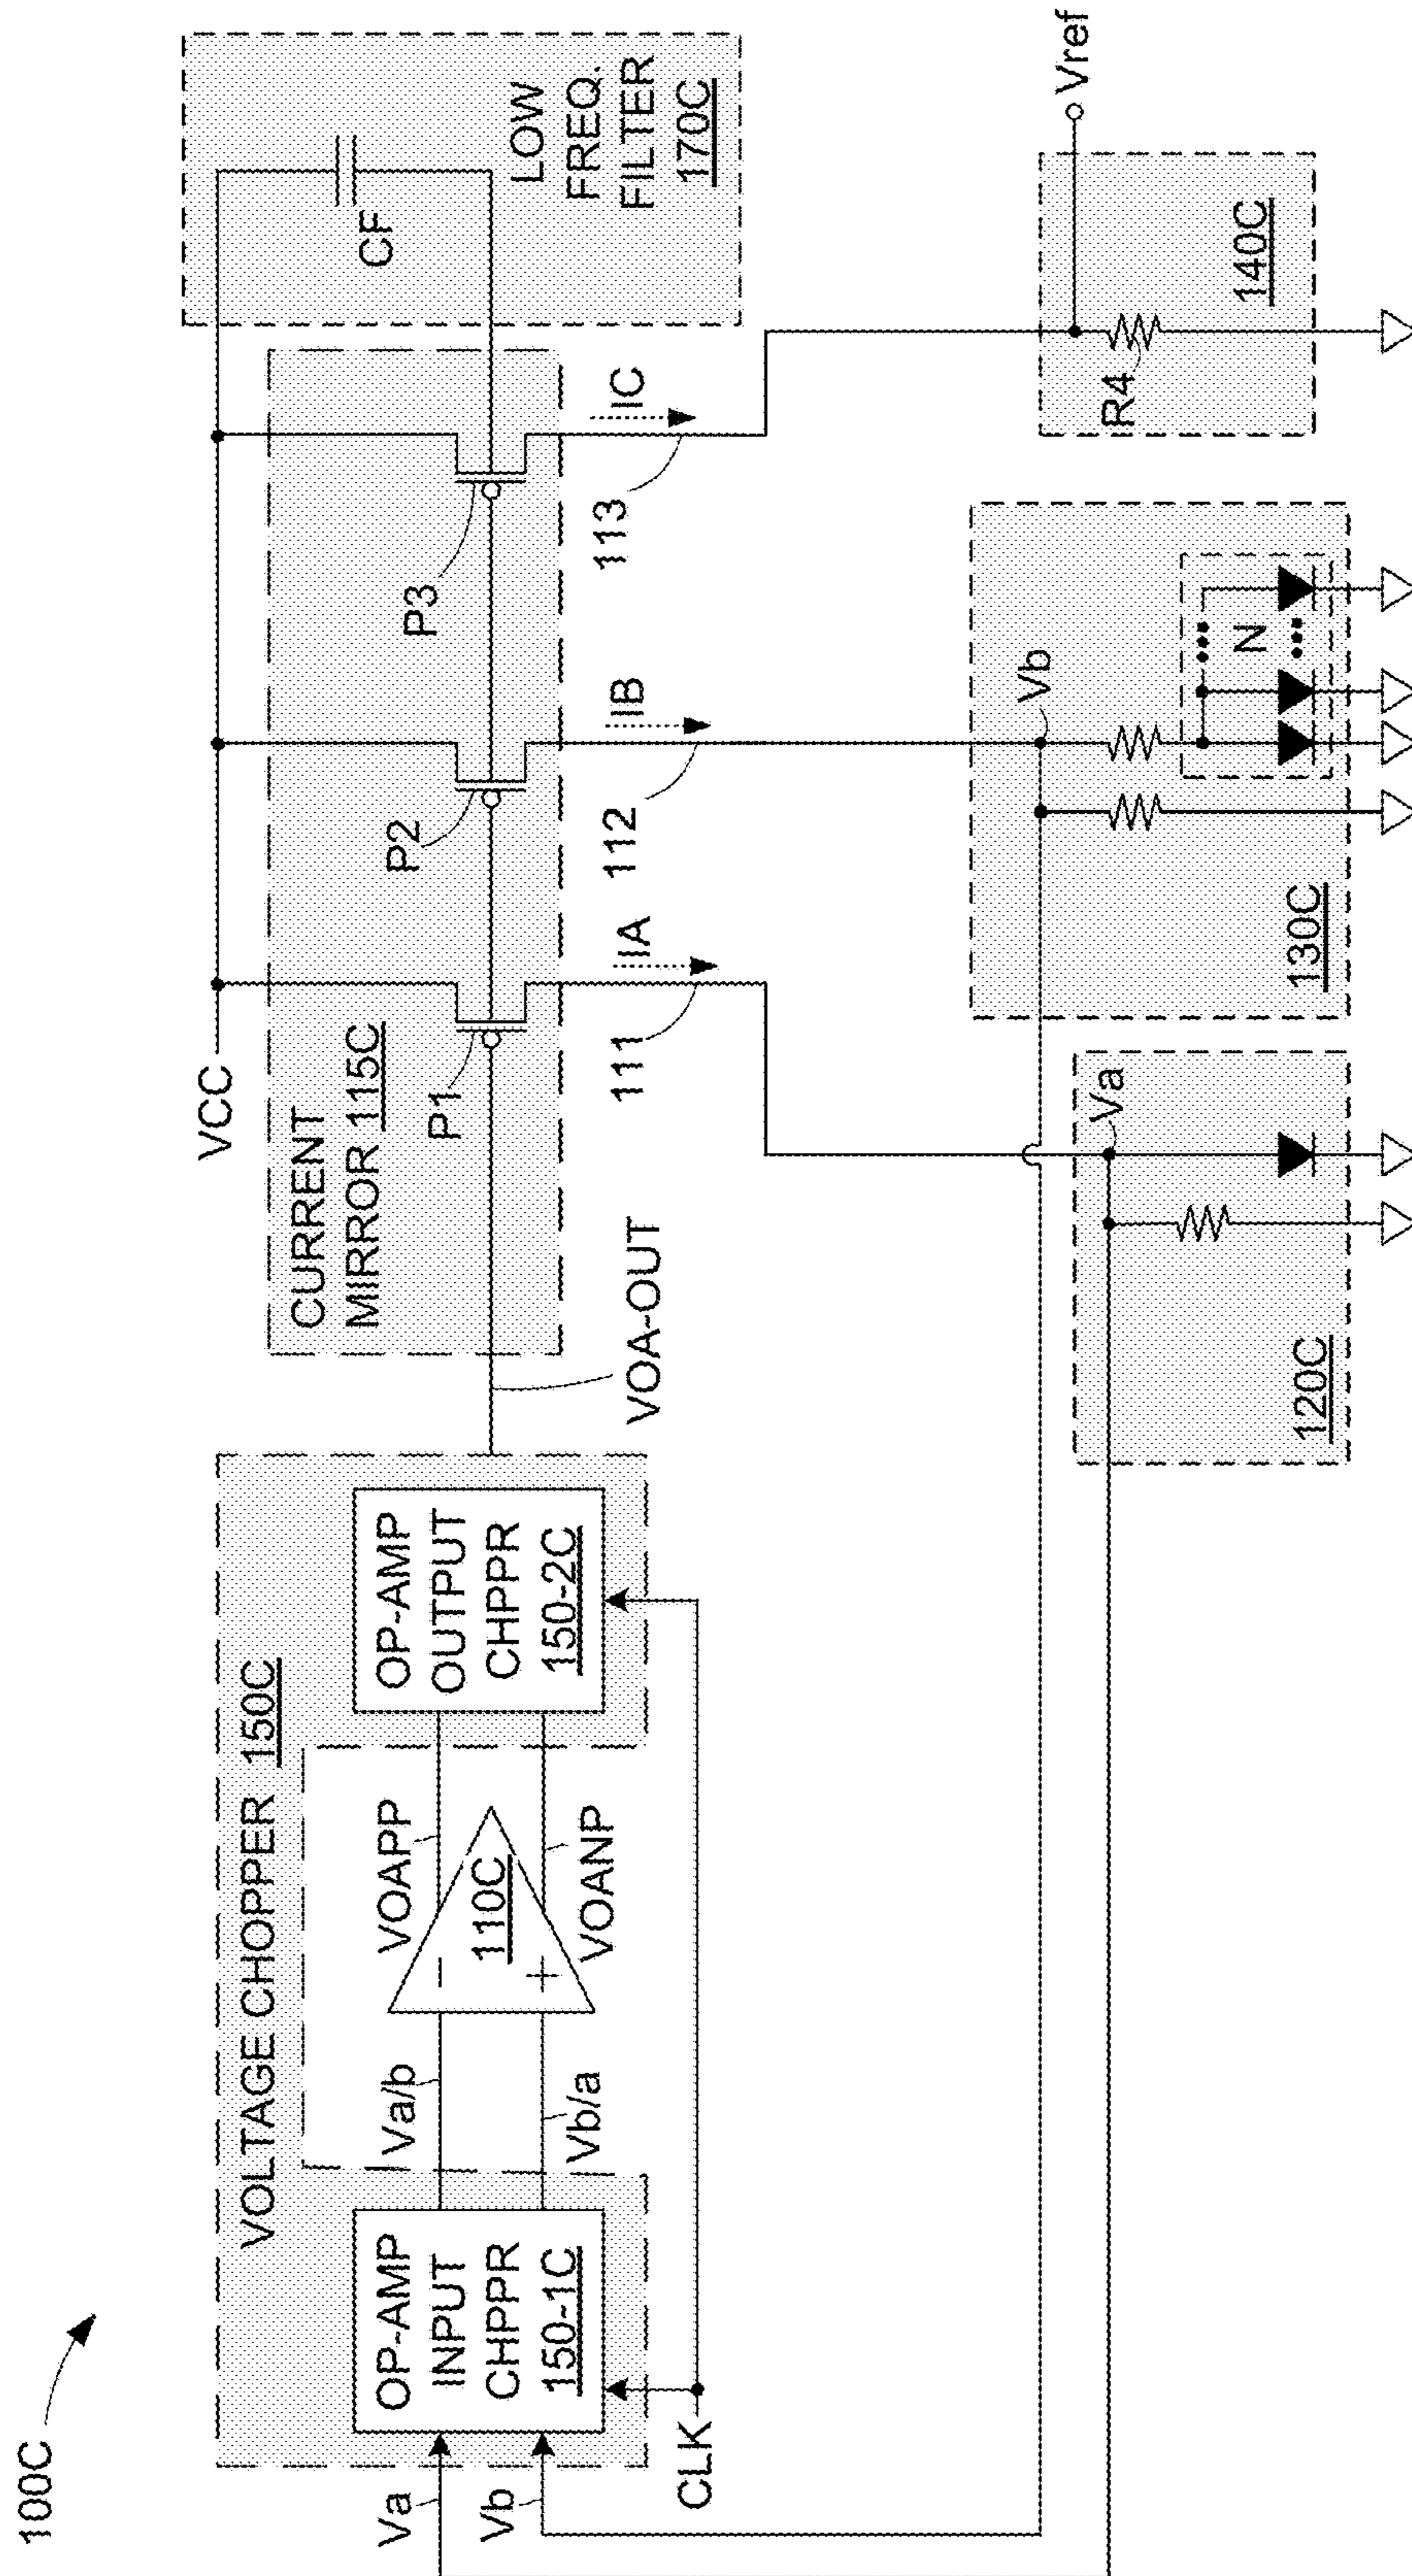 100C
VOLTAGE CHOPPER 150C
OP-AMP
INPUT
CHPPR
150-1C
Va
Vb
CLK
Va/b
Vb/a
110C
VOAPP
VOANP
OP-AMP
OUTPUT
CHPPR
150-2C
VOA-OUT
VCC
CURRENT
MIRROR 115C
P1
P2
P3
111
IA
112
IB
113
IC
CF
LOW
FREQ.
FILTER
170C
120C
Va
130C
Vb
N
140C
R4
Vref